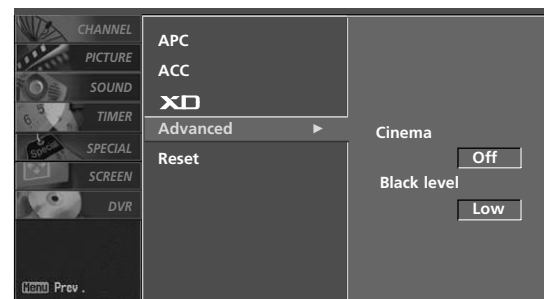 CHANNEL
PICTURE
SOUND
TIMER
SPECIAL
SCREEN
DVR
Menu Prev.
APC
ACC
XD
Advanced ►
Reset
Cinema
Off
Black level
Low